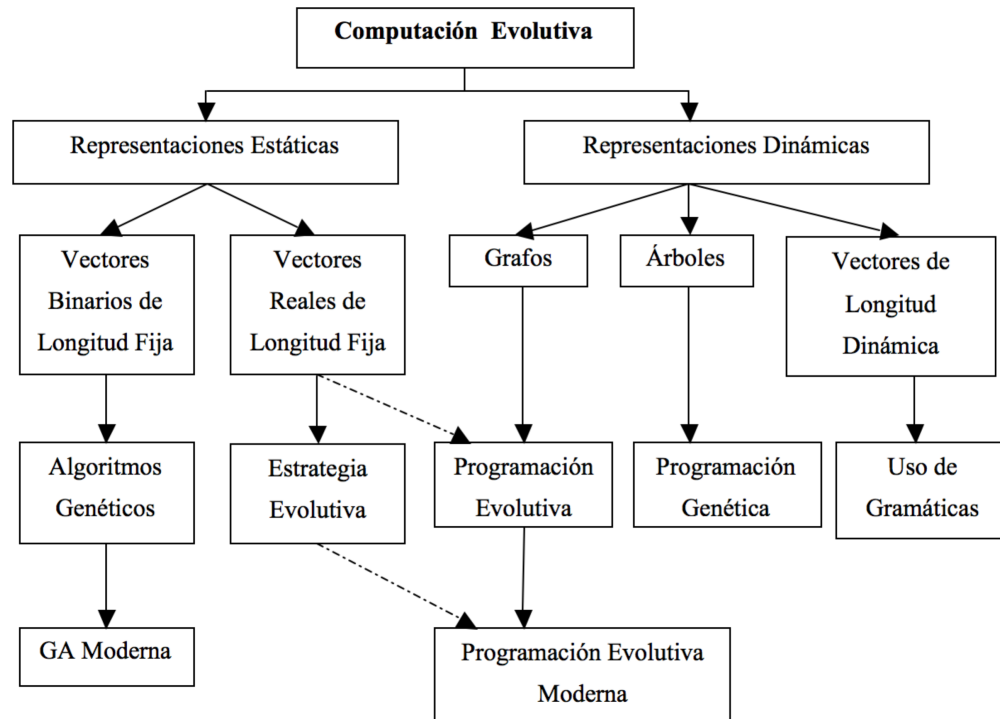 Computación Evolutiva
Representaciones Estáticas
Representaciones Dinámicas
Vectores
Binarios de
Longitud Fija
Vectores
Reales de
Longitud Fija
Grafos
Árboles
Vectores de
Longitud
Dinámica
Algoritmos
Genéticos
Estrategia
Evolutiva
Programación
Evolutiva
Programación
Genética
Uso de
Gramáticas
GA Moderna
Programación Evolutiva
Moderna